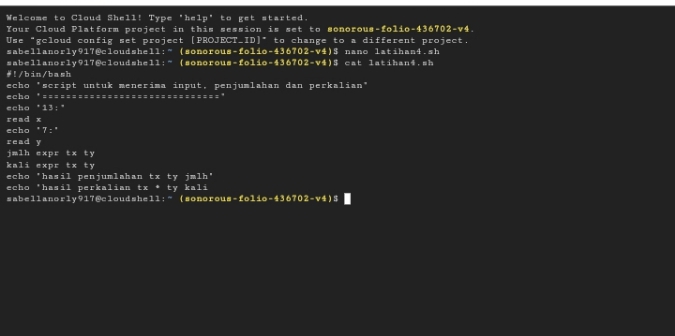 Welcome to Cloud Shell! Type "help" to get started.
Your Cloud Platform project in this session is set to sonorous-folio-436702-v4.
Use "gcloud config set project [PROJECT_ID]" to change to a different project.
sabellanorly917@cloudshell:~ (sonorous-folio-436702-v4)$ nano latihan4.sh
sabellanorly917@cloudshell:~ (sonorous-folio-436702-v4)$ cat latihan4.sh
#!/bin/bash
echo "script untuk menerima input, penjumlahan dan perkalian"
echo "=============================="
echo "13:"
read x
echo "7:"
read y
jmlh expr tx ty
kali expr tx ty
echo "hasil penjumlahan tx ty jmlh"
echo "hasil perkalian tx * ty kali
sabellanorly917@cloudshell:~ (sonorous-folio-436702-v4)$